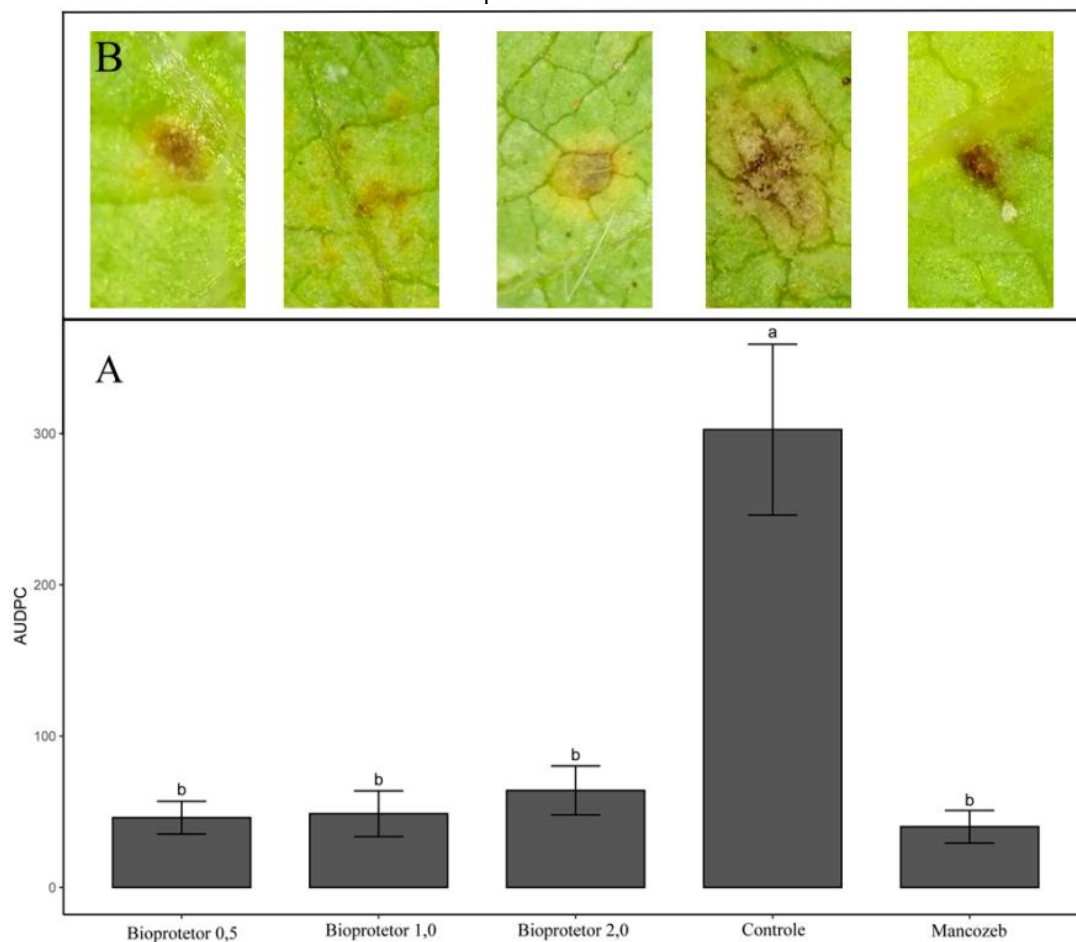 B
a
A
300
b
b
b
b
200
100
0
AUDPC
Bioprotetor 0,5
Bioprotetor 1,0
Bioprotetor 2,0
Controle
Mancozeb